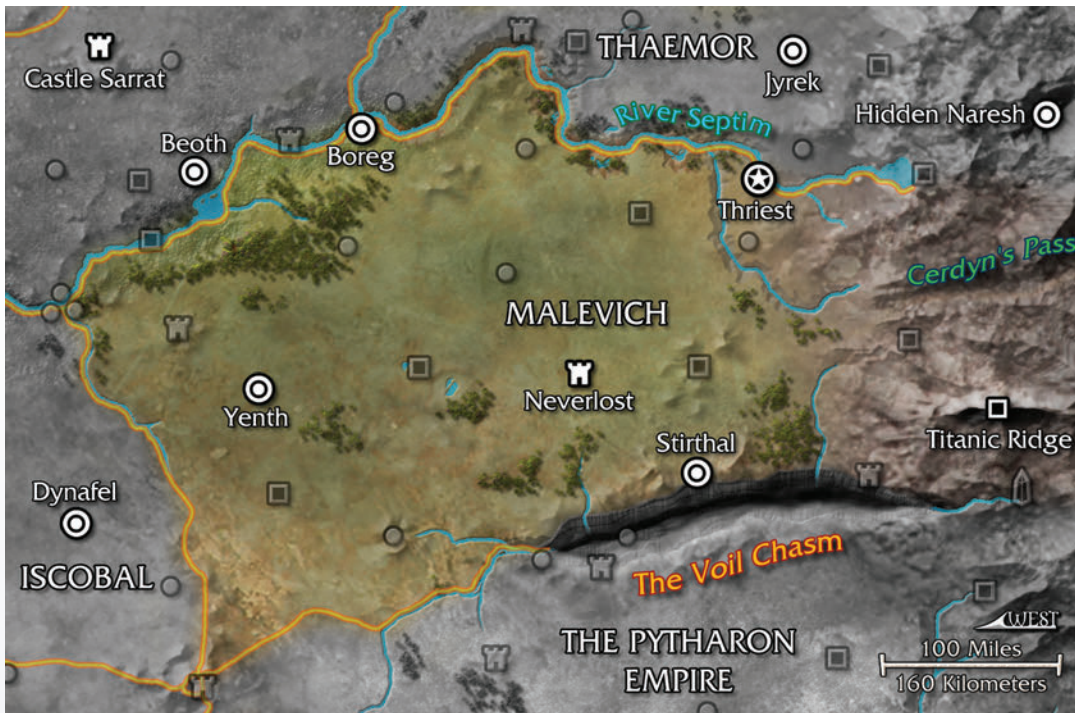 THAEMOR
Castle Sarrat
Jyrek
River Septim
Hidden Naresh
Beoth
Boreg
Thriest
Cerdyn's Pass
MALEVICH
Neverlost
Yenth
Titanic Ridge
Stirthal
Dynafel
The Voil Chasm
ISCOBAL
WEST
THE PYTHARON
EMPIRE
100 Miles
160 Kilometers